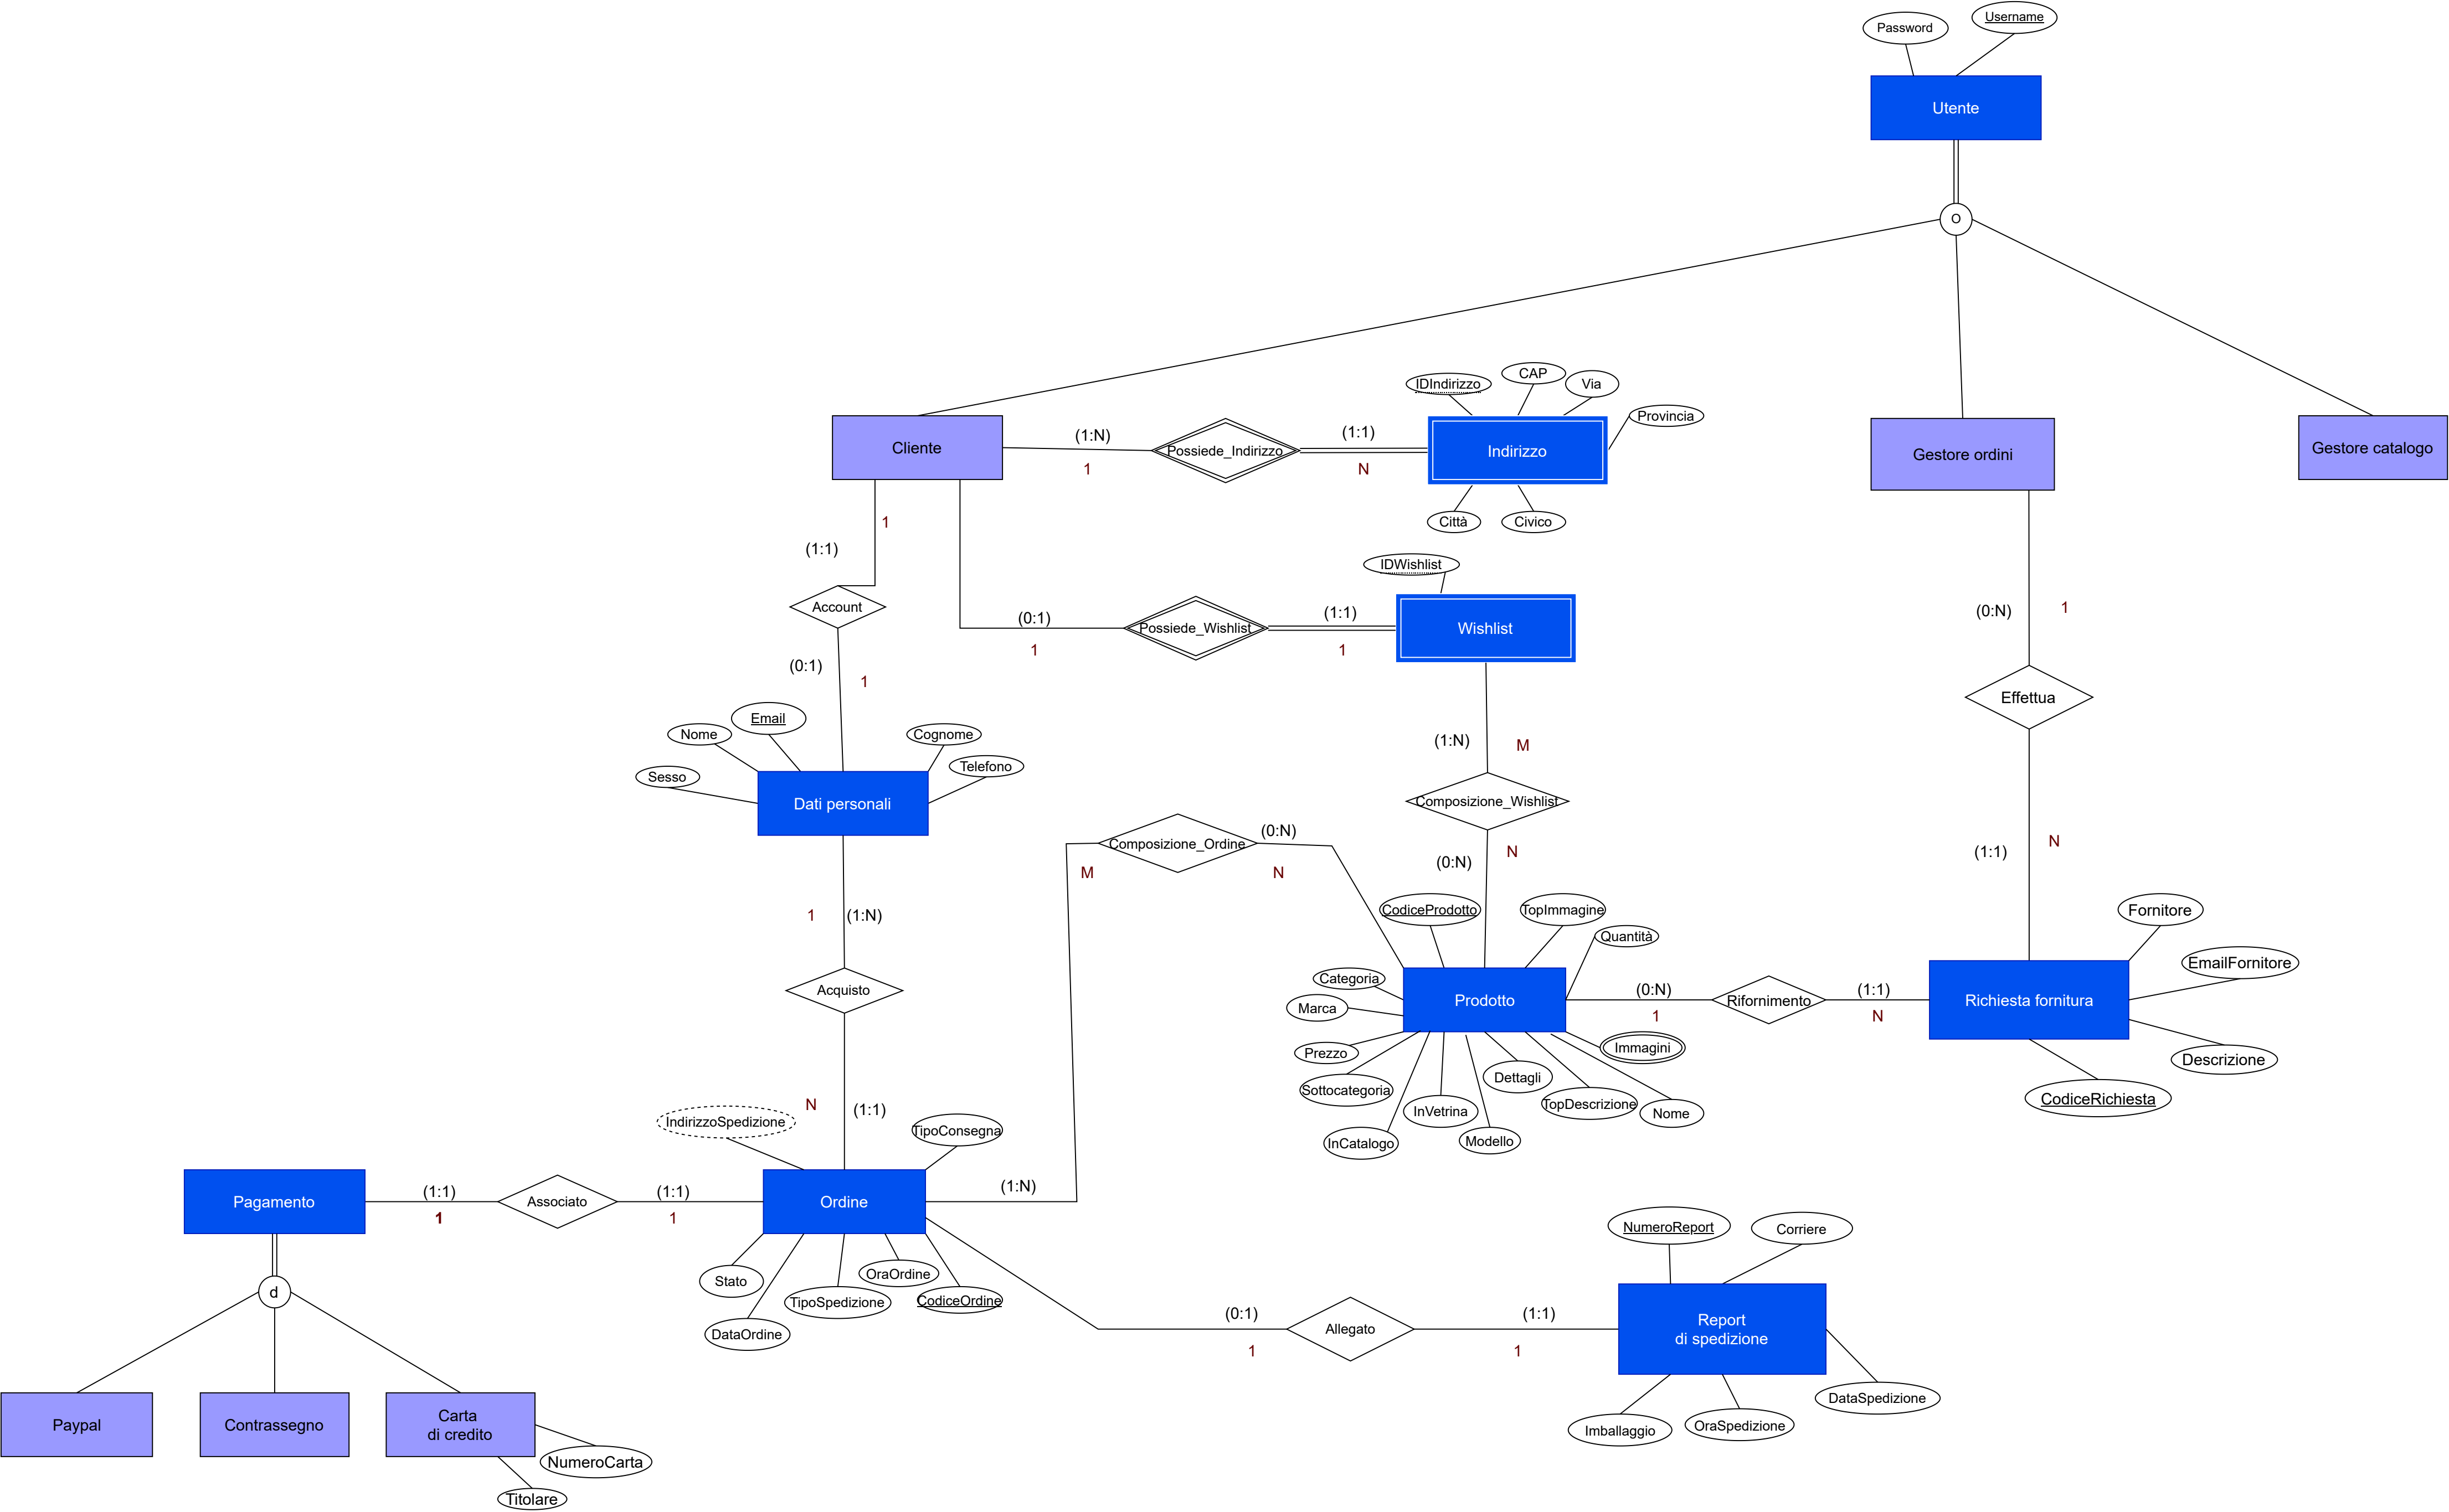 Username
Password
Utente
O
IDIndirizzo
CAP
Via
Provincia
Cliente
(1:N)
1
Possiede_Indirizzo
(1:1)
N
Indirizzo
Gestore ordini
Gestore catalogo
Città
Civico
1
(1:1)
Account
(0:1)
1
(0:1)
1
Possiede_Wishlist
(1:1)
1
IDWishlist
Wishlist
(0:N)
1
Effettua
(1:1)
N
Sesso
Nome
Email
Cognome
Telefono
Dati personali
(1:N)
M
Composizione_Wishlist
(0:N)
N
Composizione_Ordine
(0:N)
M
N
1
(1:N)
Acquisto
N
(1:1)
CodiceProdotto
TopImmagine
Quantità
Categoria
Marca
Prezzo
Prodotto
Immagini
Sottocategoria
InCatalogo
InVetrina
Modello
Dettagli
TopDescrizione
Nome
(0:N)
1
Rifornimento
(1:1)
N
Richiesta fornitura
Fornitore
EmailFornitore
Descrizione
CodiceRichiesta
IndirizzoSpedizione
TipoConsegna
Pagamento
(1:1)
1
Associato
(1:1)
1
Ordine
(1:N)
Stato
DataOrdine
TipoSpedizione
OraOrdine
CodiceOrdine
d
Paypal
Contrassegno
Carta
di credito
NumeroCarta
Titolare
(0:1)
1
Allegato
(1:1)
1
NumeroReport
Corriere
Report
di spedizione
Imballaggio
OraSpedizione
DataSpedizione